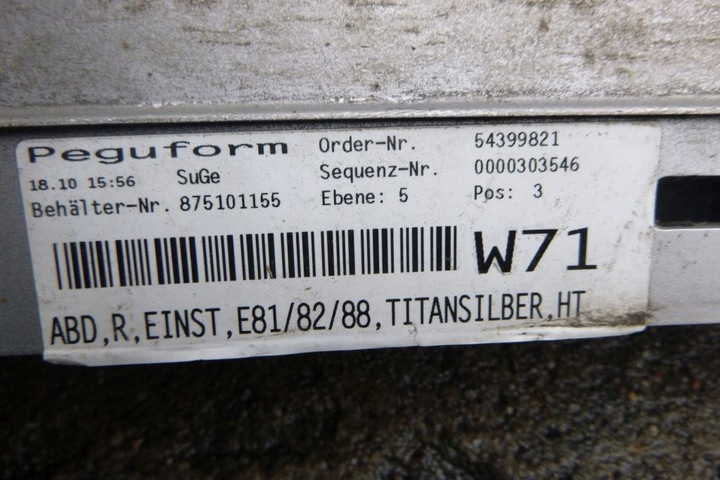 Peguform Order-Nr. 54399821
18.10 15:56 SuGe Sequenz-Nr. 0000303546
Behälter-Nr. 875101155 Ebene: 5 Pos: 3
W71
ABD,R,EINST,E81/82/88,TITANSILBER,HT